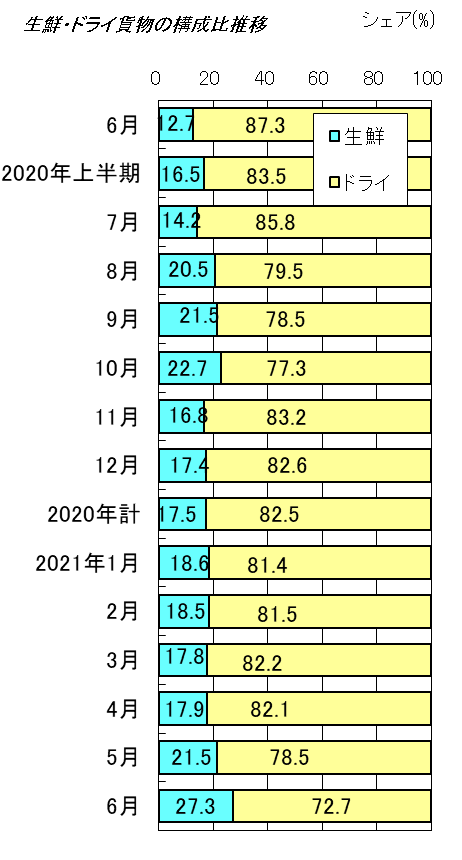 生鮮・ドライ貨物の構成比推移
シェア(%)
0 20 40 60 80 100
6月 12.7 87.3
生鮮
2020年上半期 16.5 83.5
ドライ
7月 14.2 85.8
8月 20.5 79.5
9月 21.5 78.5
10月 22.7 77.3
11月 16.8 83.2
12月 17.4 82.6
2020年計 17.5 82.5
2021年1月 18.6 81.4
2月 18.5 81.5
3月 17.8 82.2
4月 17.9 82.1
5月 21.5 78.5
6月 27.3 72.7